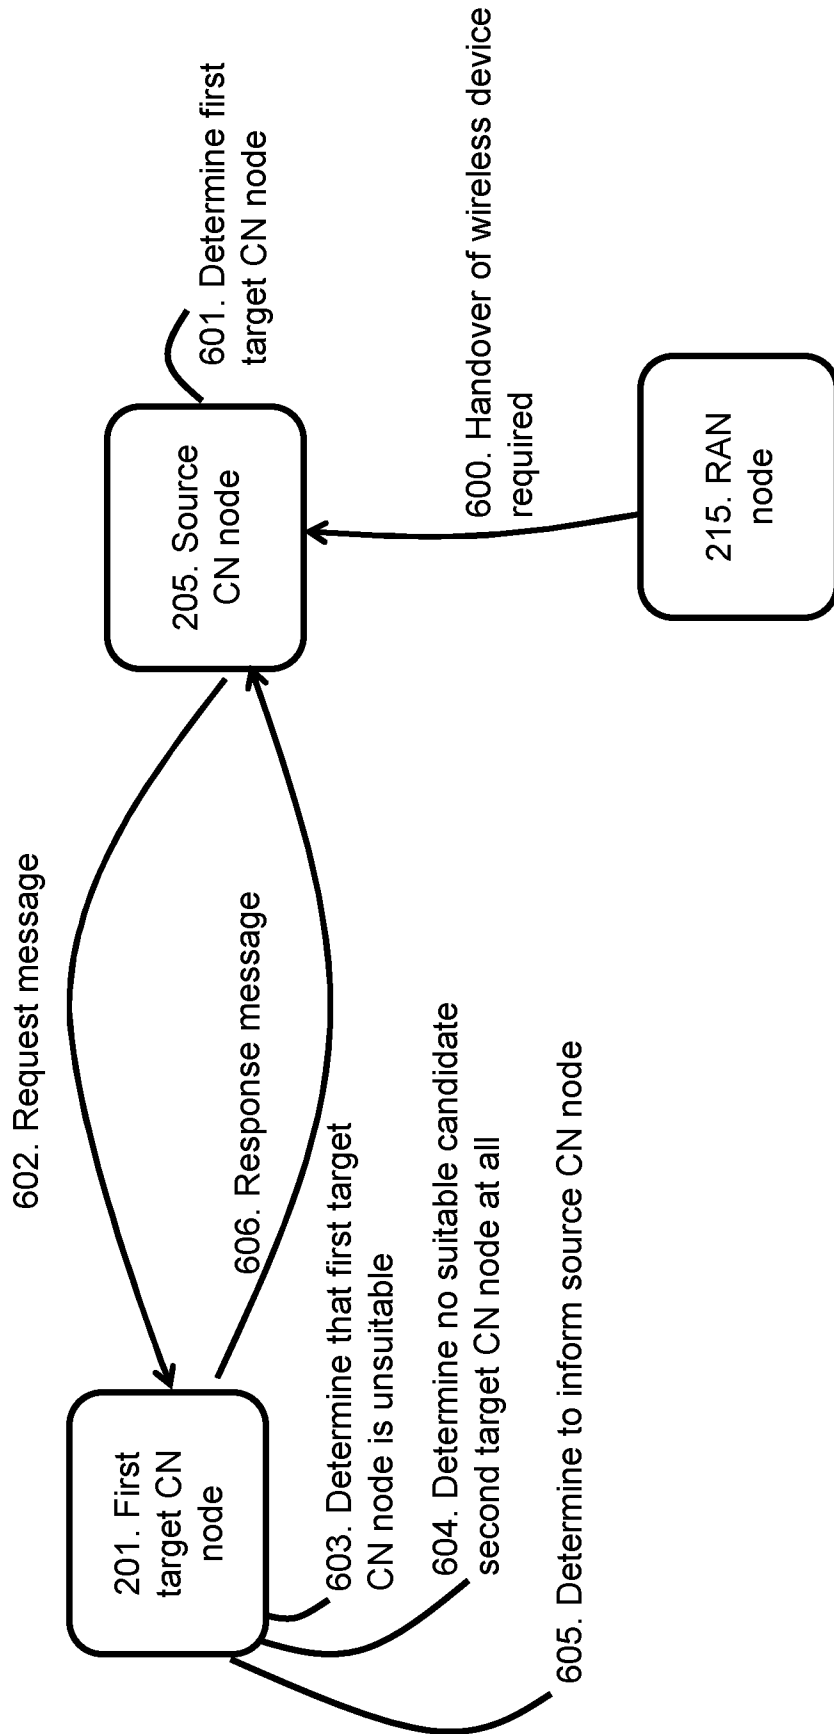 602. Request message
606. Response message
201. First
target CN
node
603. Determine that first target
CN node is unsuitable
604. Determine no suitable candidate
second target CN node at all
605. Determine to inform source CN node
205. Source
CN node
601. Determine first
target CN node
600. Handover of wireless device
required
215. RAN
node